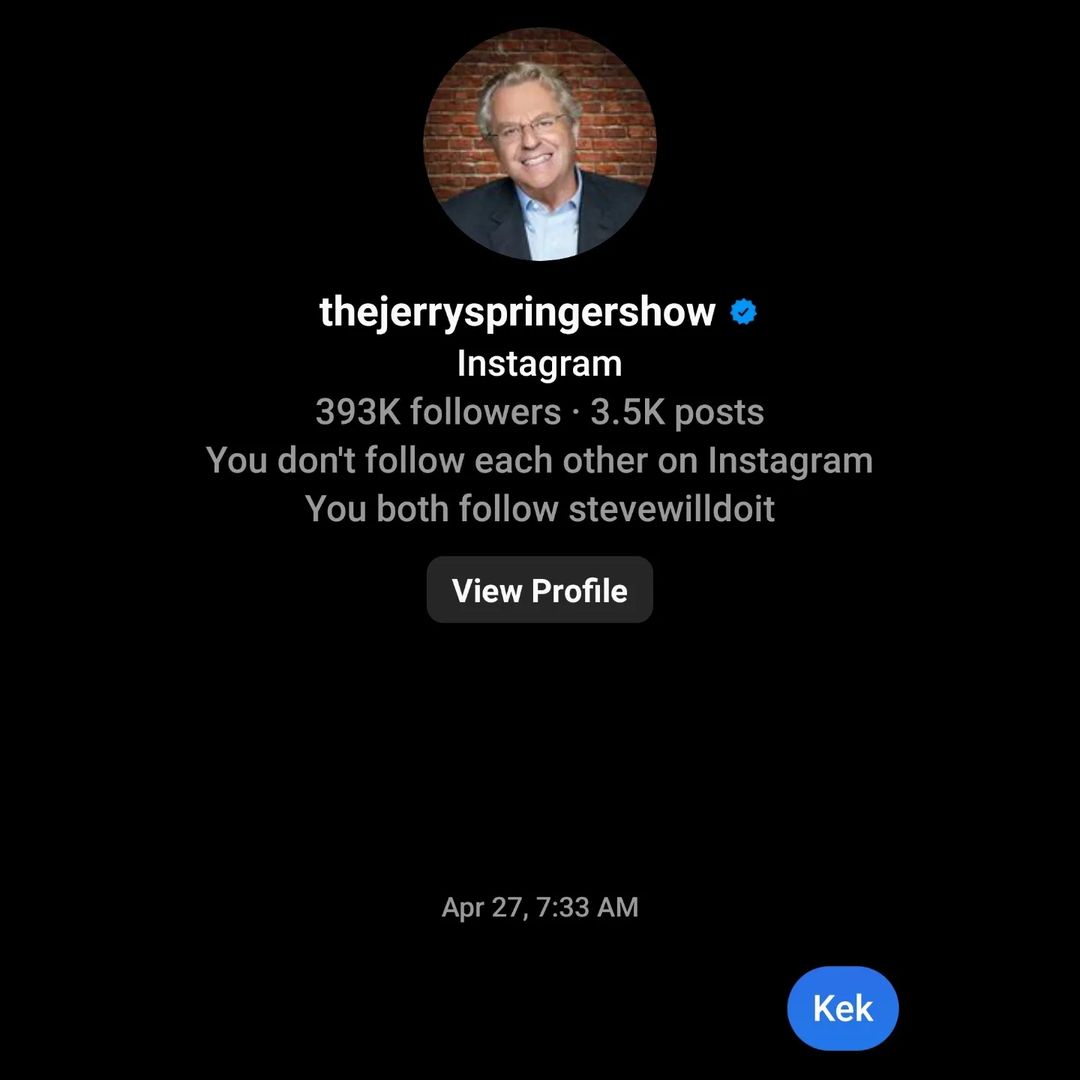 thejerryspringershow
Instagram
393K followers · 3.5K posts
You don't follow each other on Instagram
You both follow stevewilldoit
View Profile
Apr 27, 7:33 AM
Kek